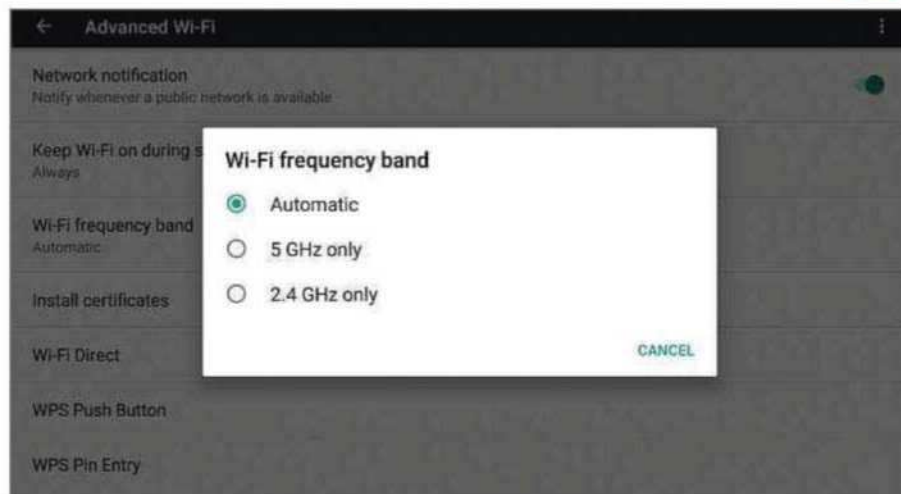 Advanced Wi-Fi
Network notification
Notify whenever a public network is available
Keep Wi-Fi on during s
Always
Wi-Fi frequency band
Automatic
Install certificates
Wi-Fi Direct
WPS Push Button
WPS Pin Entry
Wi-Fi frequency band
Automatic
5 GHz only
2.4 GHz only
CANCEL